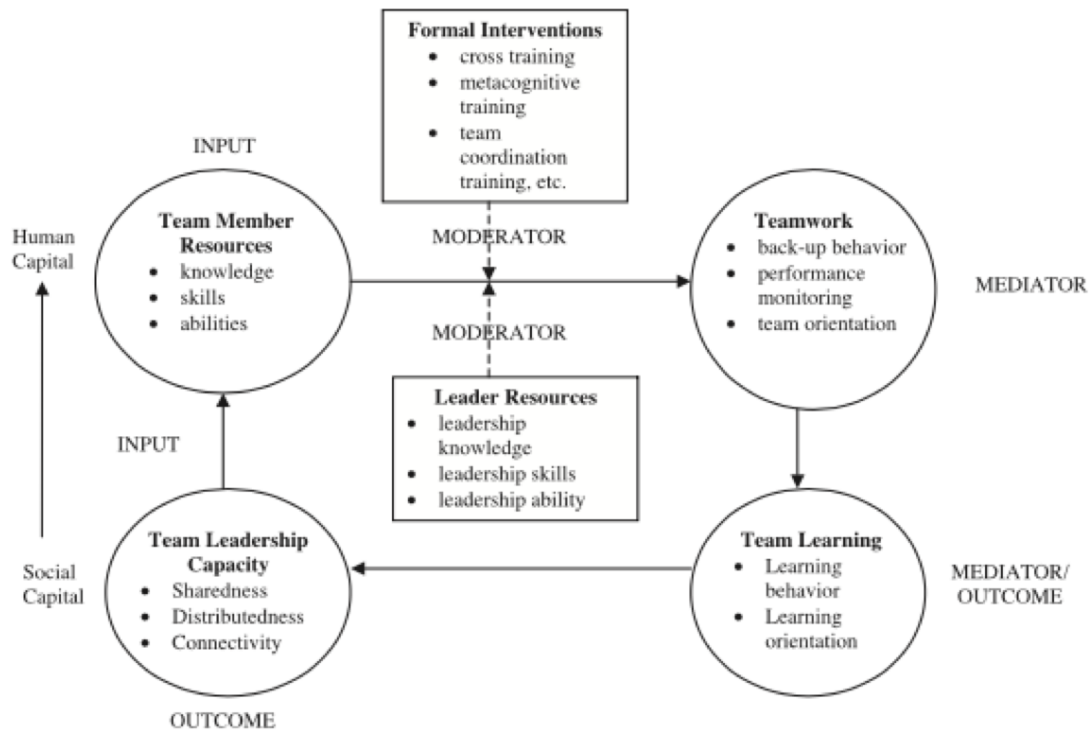 Formal Interventions
• cross training
• metacognitive
training
• team
coordination
training, etc.
INPUT
Team Member
Resources
• knowledge
• skills
• abilities
Human
Capital
MODERATOR
Teamwork
• back-up behavior
• performance
monitoring
• team orientation
MEDIATOR
MODERATOR
Leader Resources
• leadership
knowledge
• leadership skills
• leadership ability
INPUT
Team Leadership
Capacity
• Sharedness
• Distributedness
• Connectivity
Social
Capital
OUTCOME
Team Learning
• Learning
behavior
• Learning
orientation
MEDIATOR/
OUTCOME